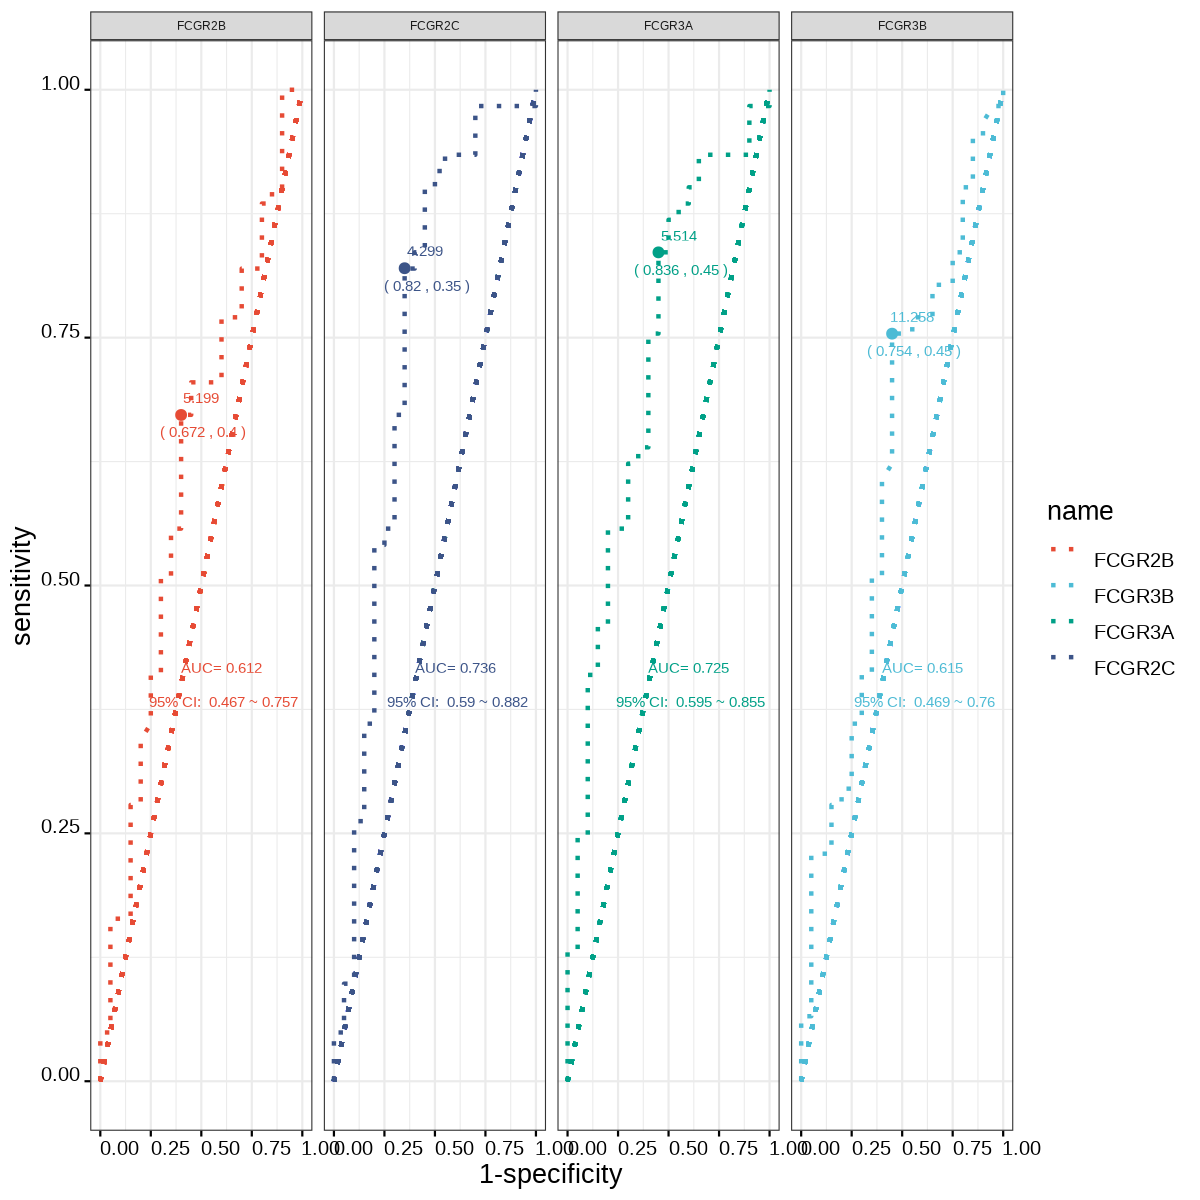 FCGR2B
FCGR2C
FCGR3A
FCGR3B
sensitivity
1.00
0.75
0.50
0.25
0.00
5.199
( 0.672 , 0.4 )
AUC= 0.612
95% CI:  0.467 ~ 0.757
4.299
( 0.82 , 0.35 )
AUC= 0.736
95% CI:  0.59 ~ 0.882
5.514
( 0.836 , 0.45 )
AUC= 0.725
95% CI:  0.595 ~ 0.855
11.258
( 0.754 , 0.45 )
AUC= 0.615
95% CI:  0.469 ~ 0.76
0.00 0.25 0.50 0.75 1.00
0.00 0.25 0.50 0.75 1.00
0.00 0.25 0.50 0.75 1.00
0.00 0.25 0.50 0.75 1.00
1-specificity
name
FCGR2B
FCGR3B
FCGR3A
FCGR2C